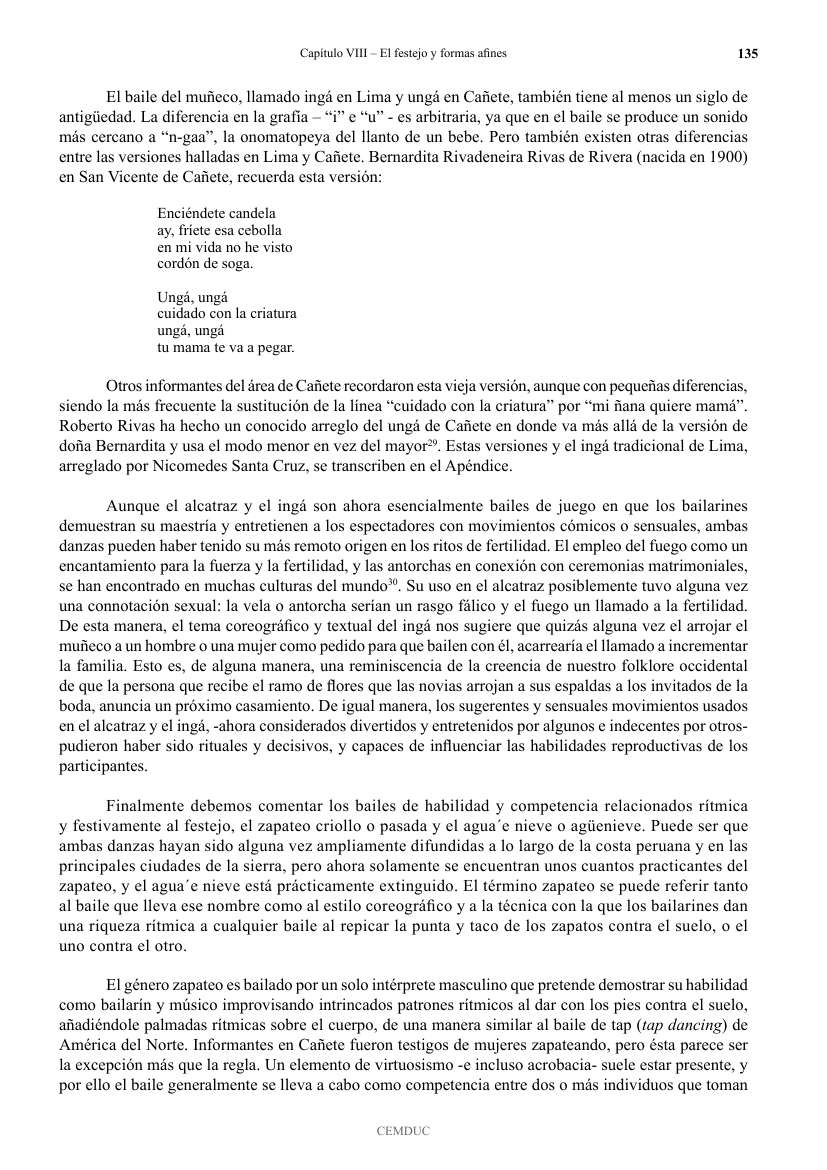 Capítulo VIII – El festejo y formas afines
135
El baile del muñeco, llamado ingá en Lima y ungá en Cañete, también tiene al menos un siglo de
antigüedad. La diferencia en la grafía – “i” e “u” - es arbitraria, ya que en el baile se produce un sonido
más cercano a “n-gaa”, la onomatopeya del llanto de un bebe. Pero también existen otras diferencias
entre las versiones halladas en Lima y Cañete. Bernardita Rivadeneira Rivas de Rivera (nacida en 1900)
en San Vicente de Cañete, recuerda esta versión:
Enciéndete candela
ay, fríete esa cebolla
en mi vida no he visto
cordón de soga.
Ungá, ungá
cuidado con la criatura
ungá, ungá
tu mama te va a pegar.
Otros informantes del área de Cañete recordaron esta vieja versión, aunque con pequeñas diferencias,
siendo la más frecuente la sustitución de la línea “cuidado con la criatura” por “mi ñana quiere mamá”.
Roberto Rivas ha hecho un conocido arreglo del ungá de Cañete en donde va más allá de la versión de
doña Bernardita y usa el modo menor en vez del mayor²⁹. Estas versiones y el ingá tradicional de Lima,
arreglado por Nicomedes Santa Cruz, se transcriben en el Apéndice.
Aunque el alcatraz y el ingá son ahora esencialmente bailes de juego en que los bailarines
demuestran su maestría y entretienen a los espectadores con movimientos cómicos o sensuales, ambas
danzas pueden haber tenido su más remoto origen en los ritos de fertilidad. El empleo del fuego como un
encantamiento para la fuerza y la fertilidad, y las antorchas en conexión con ceremonias matrimoniales,
se han encontrado en muchas culturas del mundo³⁰. Su uso en el alcatraz posiblemente tuvo alguna vez
una connotación sexual: la vela o antorcha serían un rasgo fálico y el fuego un llamado a la fertilidad.
De esta manera, el tema coreográfico y textual del ingá nos sugiere que quizás alguna vez el arrojar el
muñeco a un hombre o una mujer como pedido para que bailen con él, acarrearía el llamado a incrementar
la familia. Esto es, de alguna manera, una reminiscencia de la creencia de nuestro folklore occidental
de que la persona que recibe el ramo de flores que las novias arrojan a sus espaldas a los invitados de la
boda, anuncia un próximo casamiento. De igual manera, los sugerentes y sensuales movimientos usados
en el alcatraz y el ingá, -ahora considerados divertidos y entretenidos por algunos e indecentes por otros-
pudieron haber sido rituales y decisivos, y capaces de influenciar las habilidades reproductivas de los
participantes.
Finalmente debemos comentar los bailes de habilidad y competencia relacionados rítmica
y festivamente al festejo, el zapateo criollo o pasada y el agua´e nieve o agüenieve. Puede ser que
ambas danzas hayan sido alguna vez ampliamente difundidas a lo largo de la costa peruana y en las
principales ciudades de la sierra, pero ahora solamente se encuentran unos cuantos practicantes del
zapateo, y el agua´e nieve está prácticamente extinguido. El término zapateo se puede referir tanto
al baile que lleva ese nombre como al estilo coreográfico y a la técnica con la que los bailarines dan
una riqueza rítmica a cualquier baile al repicar la punta y taco de los zapatos contra el suelo, o el
uno contra el otro.
El género zapateo es bailado por un solo intérprete masculino que pretende demostrar su habilidad
como bailarín y músico improvisando intrincados patrones rítmicos al dar con los pies contra el suelo,
añadiéndole palmadas rítmicas sobre el cuerpo, de una manera similar al baile de tap (tap dancing) de
América del Norte. Informantes en Cañete fueron testigos de mujeres zapateando, pero ésta parece ser
la excepción más que la regla. Un elemento de virtuosismo -e incluso acrobacia- suele estar presente, y
por ello el baile generalmente se lleva a cabo como competencia entre dos o más individuos que toman
CEMDUC